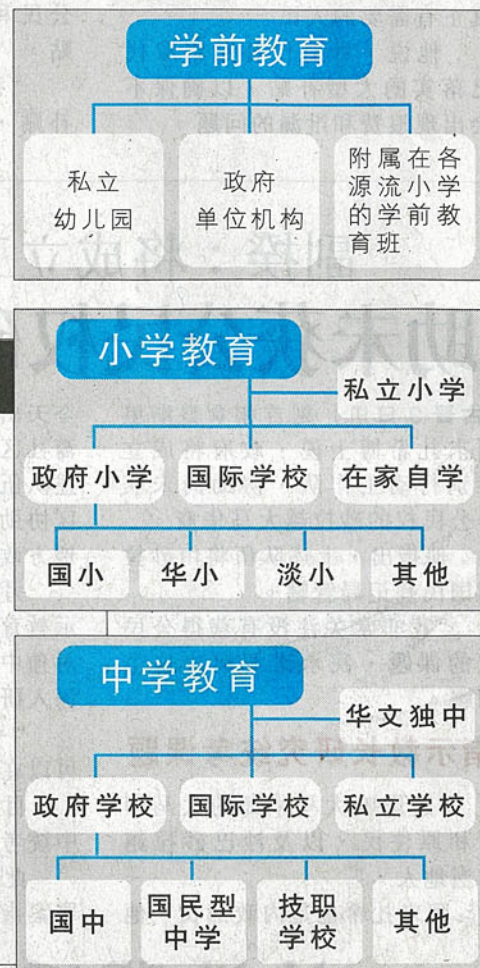 学前教育
私立
幼儿园
政府
单位机构
附属在各
源流小学
的学前教
育班
小学教育
私立小学
政府小学
国际学校
在家自学
国小
华小
淡小
其他
中学教育
华文独中
政府学校
国际学校
私立学校
国中
国民型
中学
技职
学校
其他